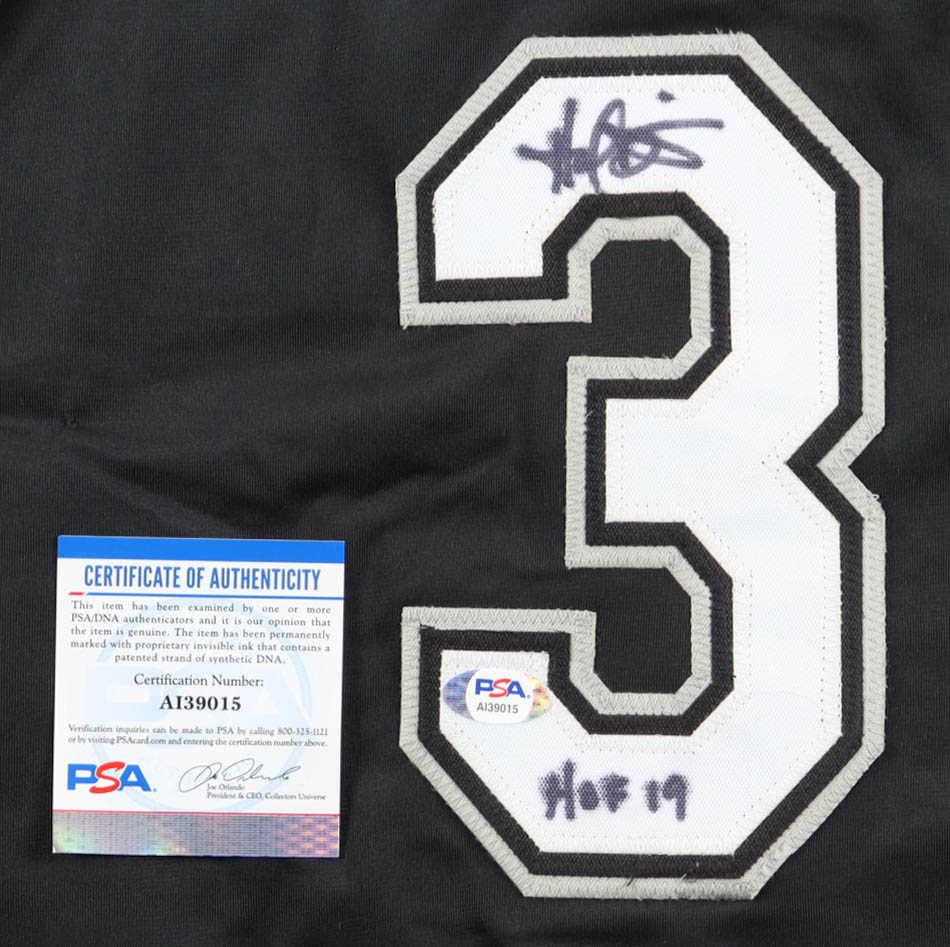 3
CERTIFICATE OF AUTHENTICITY
This item has been examined by one or more
PSA/DNA authenticators and it is our opinion that
the item is genuine. The item has been permanently
marked with proprietary invisible ink that contains a
patented strand of synthetic DNA.
Certification Number:
AI39015
Verification inquiries can be made to PSA by calling 800-325-1121
or by visiting PSAcard.com and entering the certification number above.
PSA
Joe Orlando
President & CEO, Collectors Universe
PSA
AI39015
HOF 19